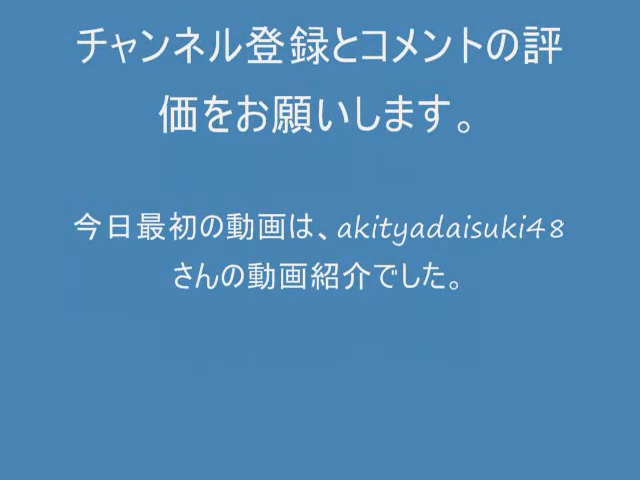 チャンネル登録とコメントの評
価をお願いします。
今日最初の動画は、akityadaisuki48
さんの動画紹介でした。